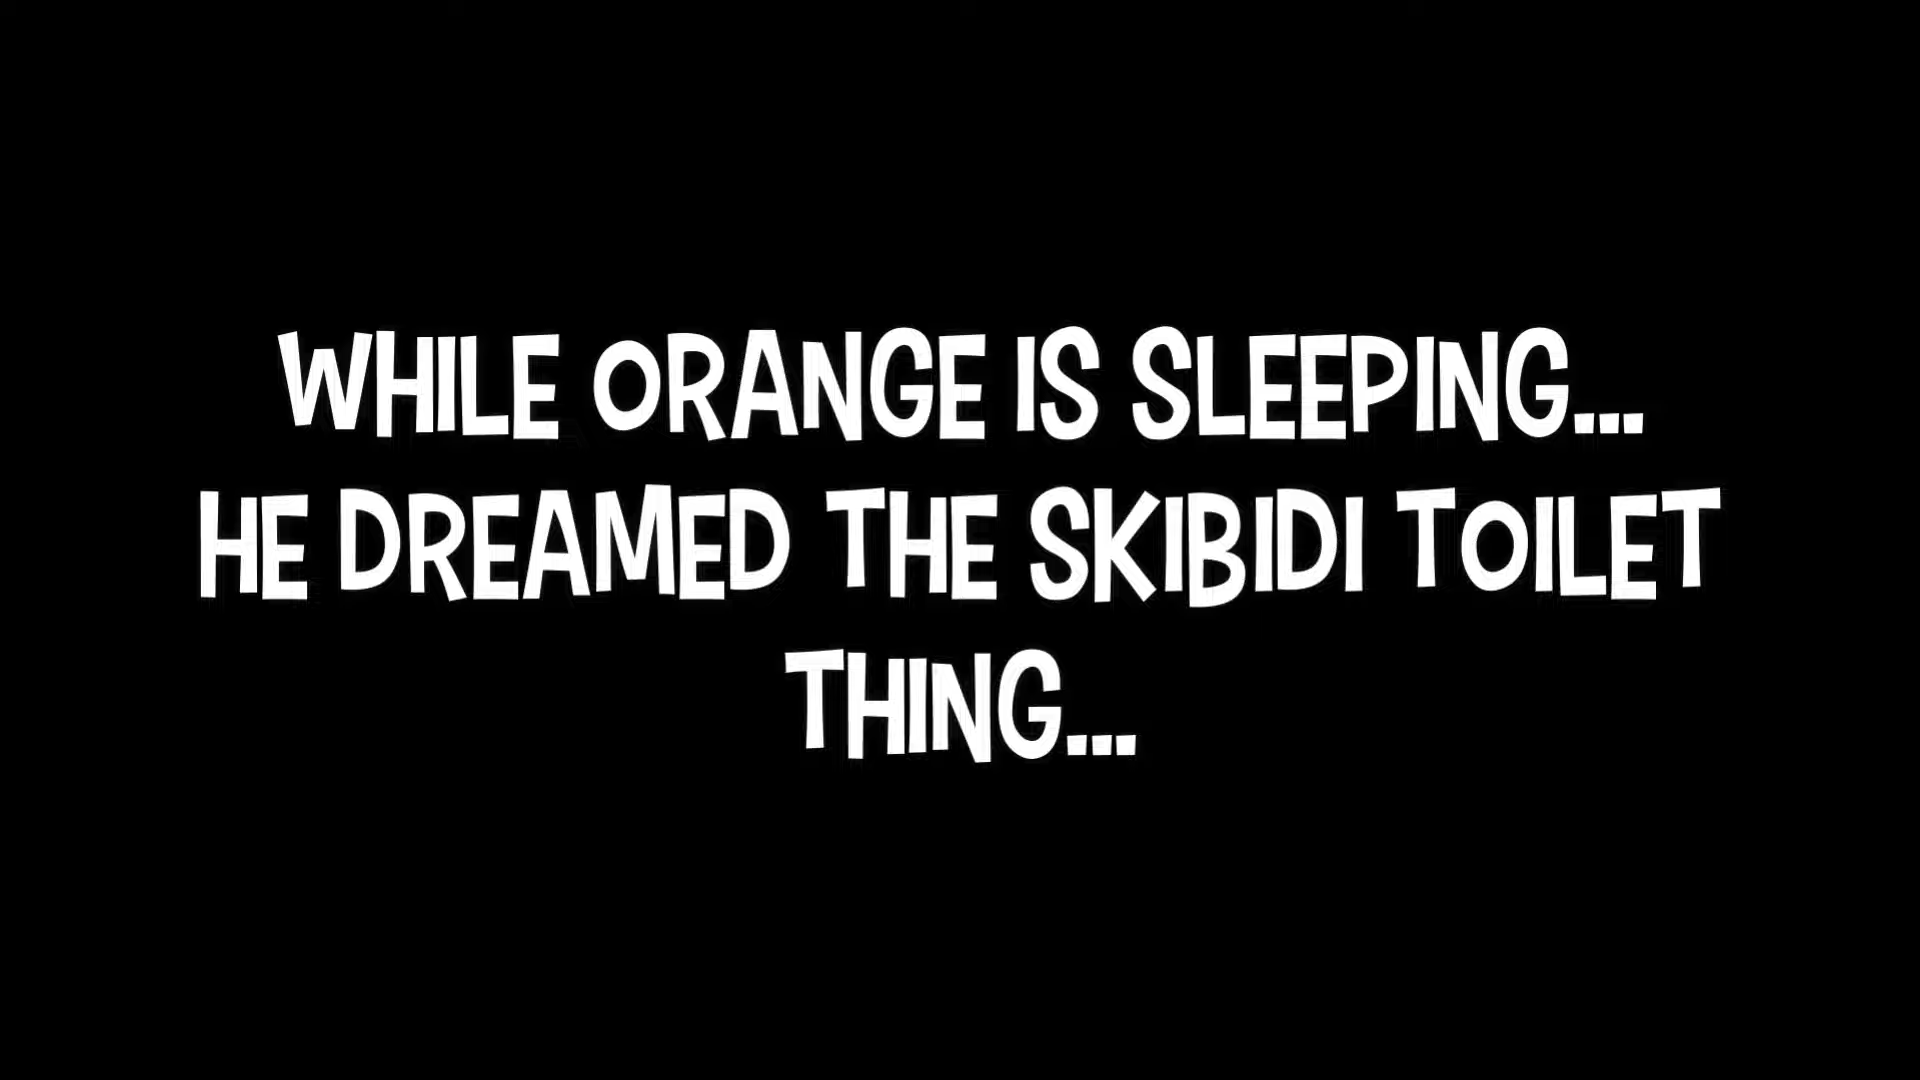 WHILE ORANGE IS SLEEPING...
HE DREAMED THE SKIBIDI TOILET
THING...